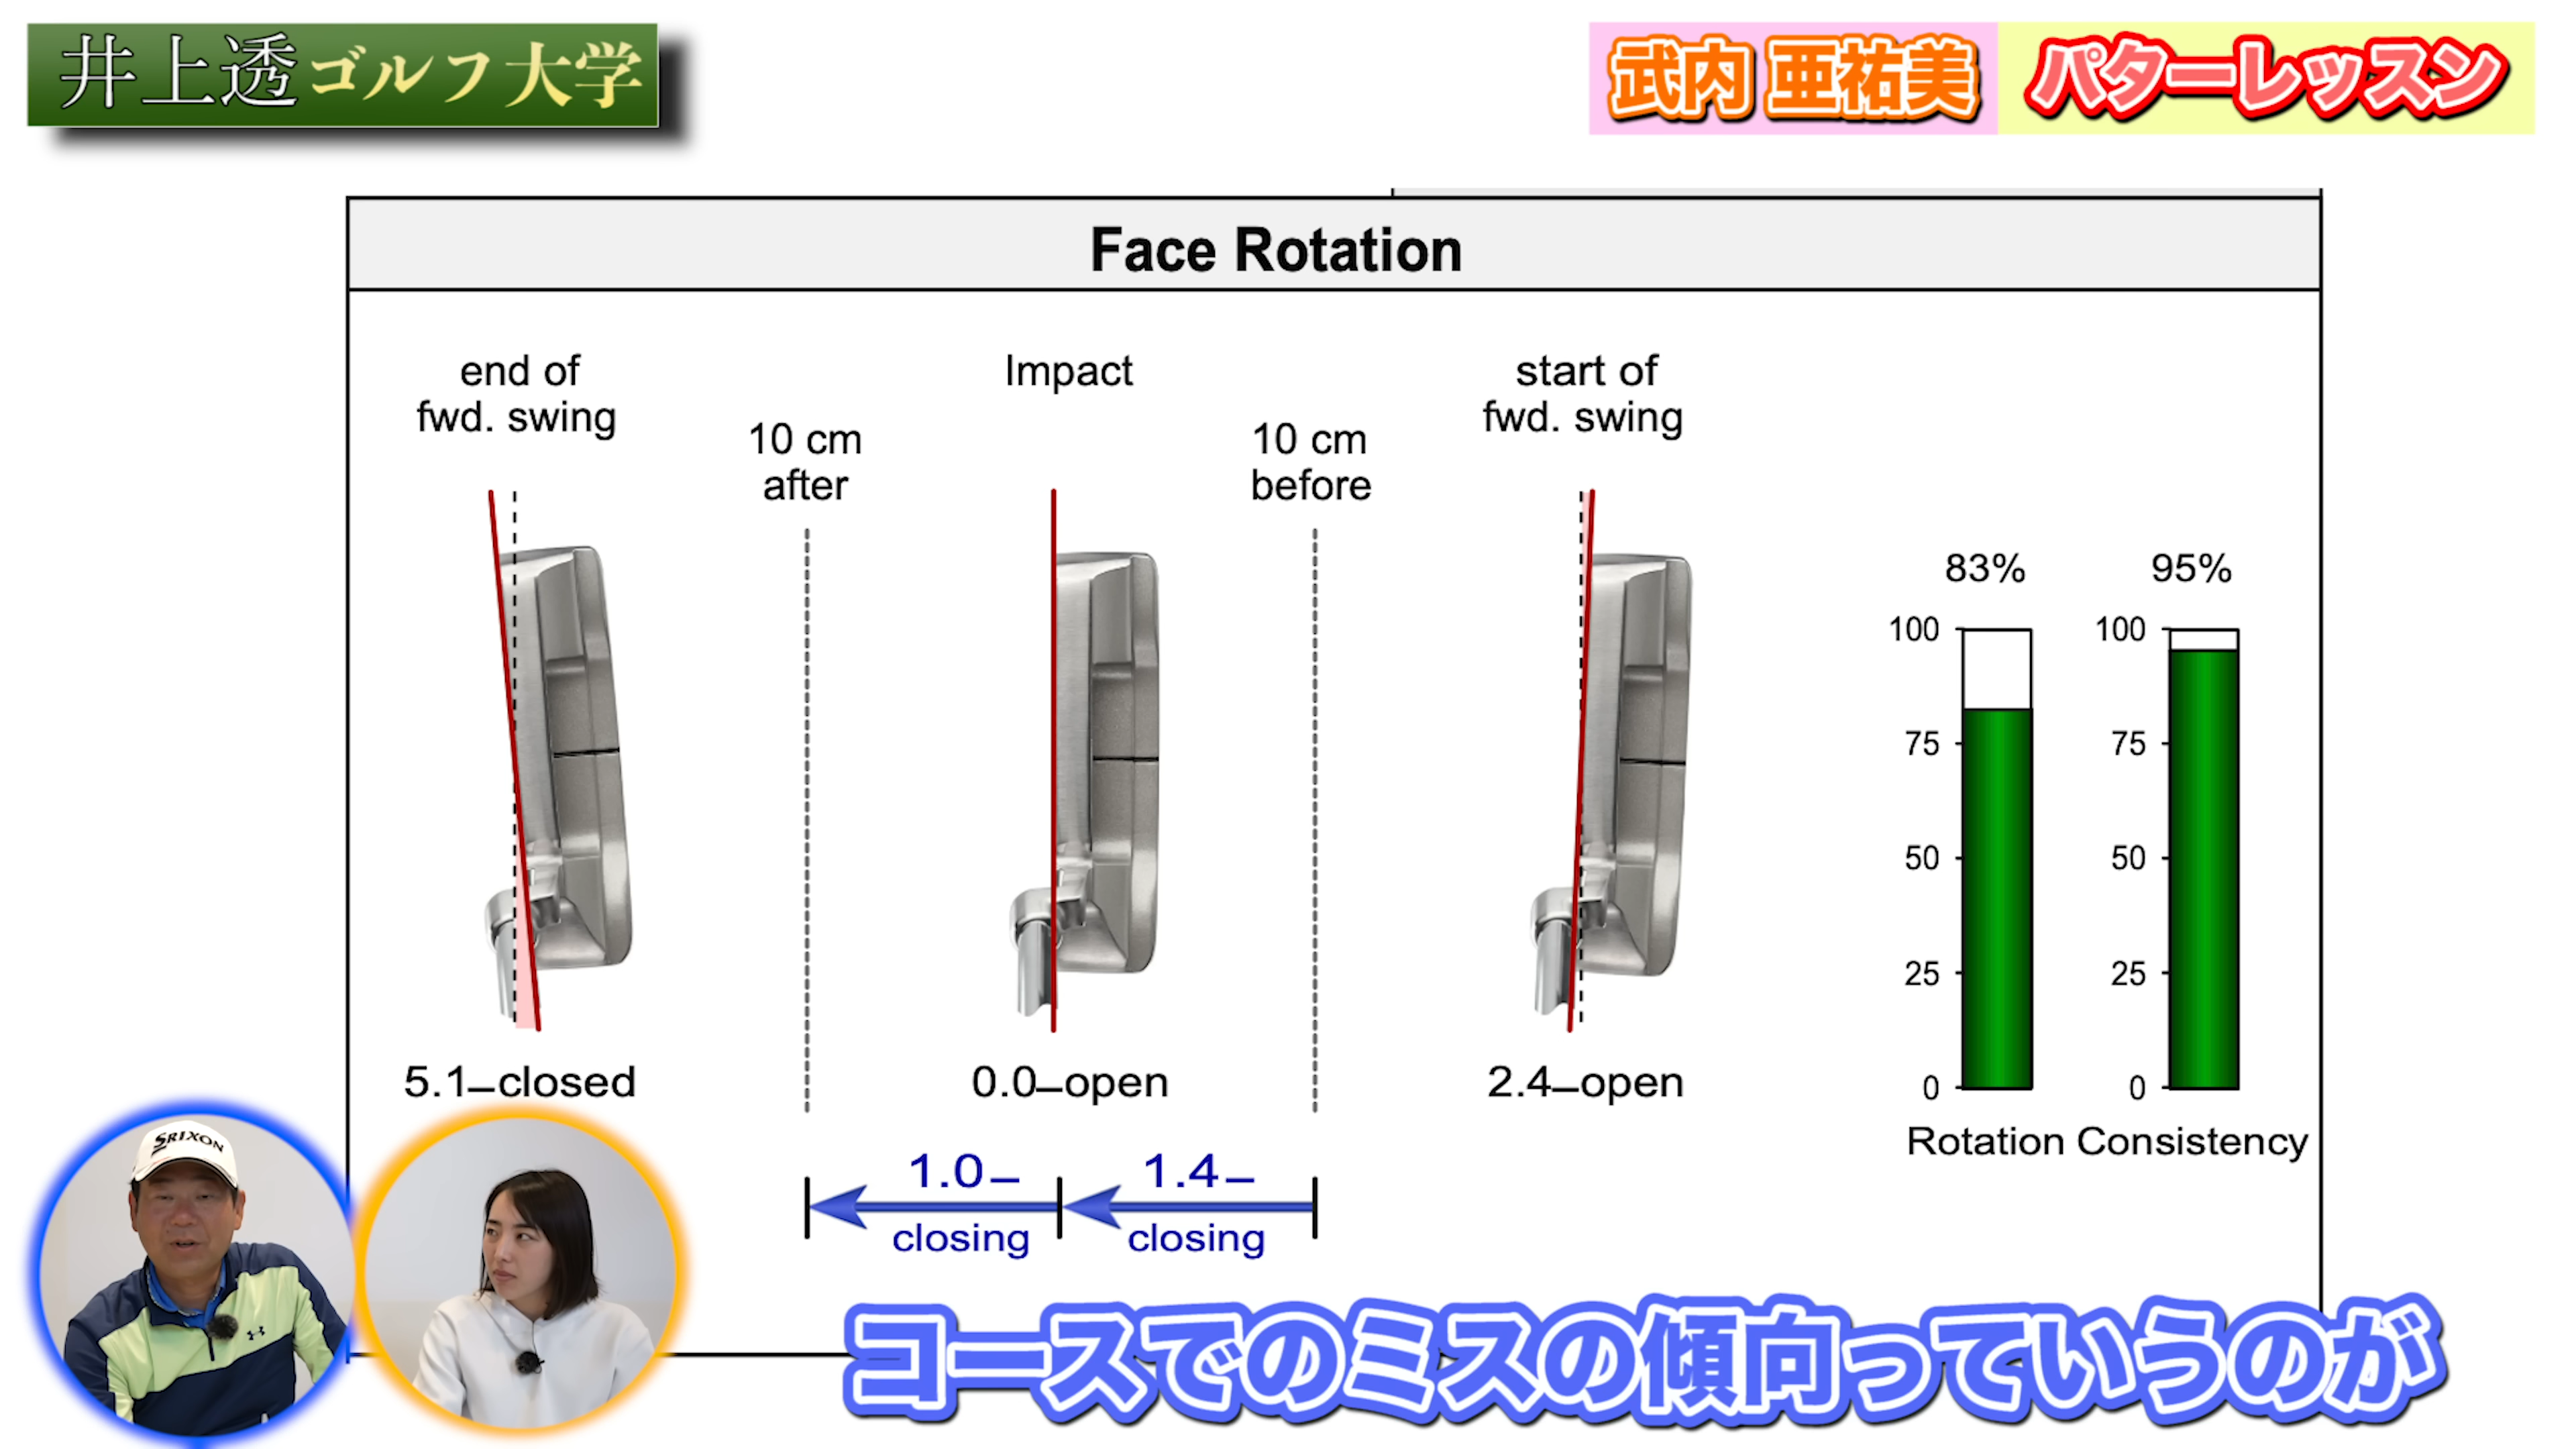 井上透ゴルフ大学
武内 亜祐美 パターレッスン
Face Rotation
end of
fwd. swing
10 cm
after
Impact
10 cm
before
start of
fwd. swing
83%
95%
100
75
50
25
0
100
75
50
25
0
5.1–closed
0.0–open
2.4–open
Rotation Consistency
1.0–
closing
1.4–
closing
SRIXON
コースでのミスの傾向っていうのが